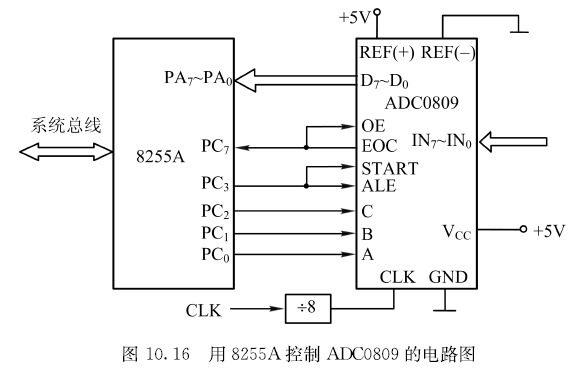 +5V
REF(+) REF(−)
PA₇~PA₀
D₇~D₀
ADC0809
系统总线
8255A
OE
PC₇
EOC
IN₇~IN₀
START
PC₃
ALE
PC₂
C
PC₁
B
V_CC
+5V
PC₀
A
CLK GND
CLK
÷8
图 10.16 用 8255A 控制 ADC0809 的电路图